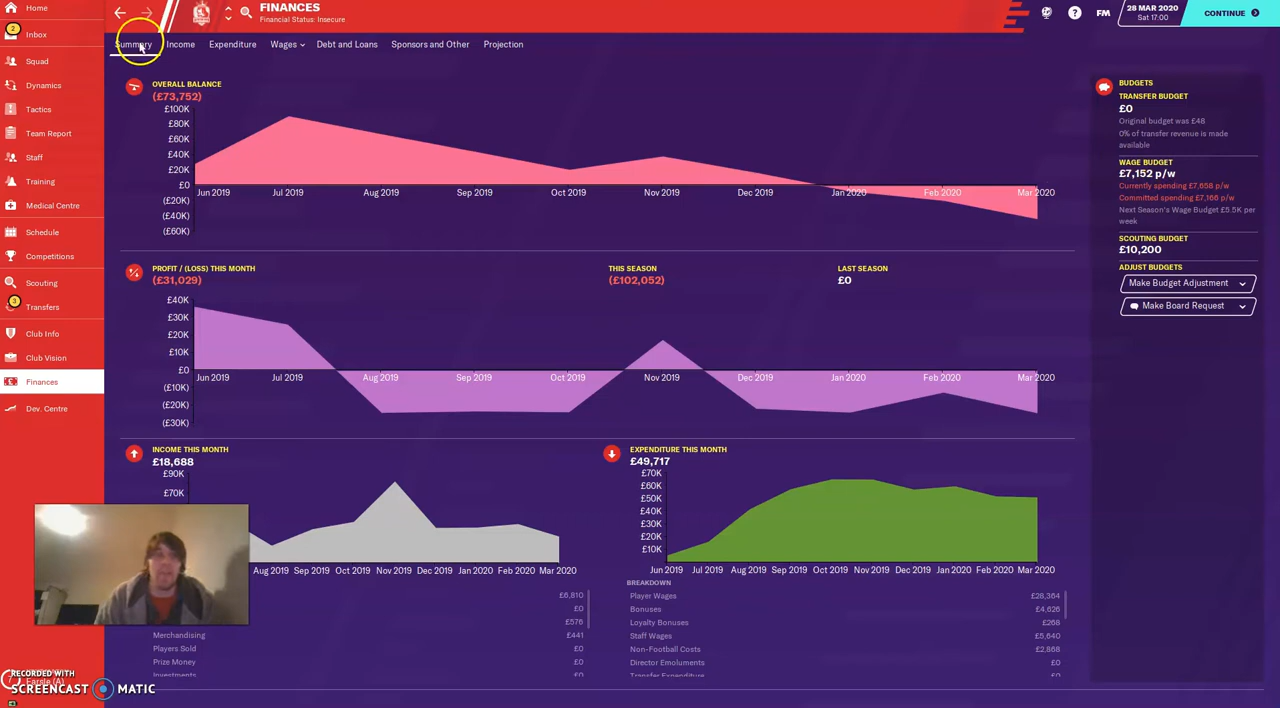 Home
FINANCES
Financial Status: Insecure
FM
28 MAR 2020
Sat 17:00
CONTINUE
2
Inbox
Squad
Dynamics
Tactics
Team Report
Staff
Training
Medical Centre
Schedule
Competitions
Scouting
3
Transfers
Club Info
Club Vision
Finances
Dev. Centre
Summary
Income
Expenditure
Wages
Debt and Loans
Sponsors and Other
Projection
OVERALL BALANCE
(£73,752)
£100K
£80K
£60K
£40K
£20K
£0
(£20K)
(£40K)
(£60K)
Jun 2019 Jul 2019 Aug 2019 Sep 2019 Oct 2019 Nov 2019 Dec 2019 Jan 2020 Feb 2020 Mar 2020
PROFIT / (LOSS) THIS MONTH
(£31,029)
THIS SEASON
(£102,052)
LAST SEASON
£0
£40K
£30K
£20K
£10K
£0
(£10K)
(£20K)
(£30K)
Jun 2019 Jul 2019 Aug 2019 Sep 2019 Oct 2019 Nov 2019 Dec 2019 Jan 2020 Feb 2020 Mar 2020
INCOME THIS MONTH
£18,688
£90K
£70K
Aug 2019 Sep 2019 Oct 2019 Nov 2019 Dec 2019 Jan 2020 Feb 2020 Mar 2020
£6,810
£0
£576
Merchandising £441
Players Sold £0
Prize Money £0
Investments £0
EXPENDITURE THIS MONTH
£49,717
£70K
£60K
£50K
£40K
£30K
£20K
£10K
Jun 2019 Jul 2019 Aug 2019 Sep 2019 Oct 2019 Nov 2019 Dec 2019 Jan 2020 Feb 2020 Mar 2020
BREAKDOWN
Player Wages £28,364
Bonuses £4,626
Loyalty Bonuses £268
Staff Wages £5,640
Non-Football Costs £2,868
Director Emoluments £0
Transfer Expenditure £0
BUDGETS
TRANSFER BUDGET
£0
Original budget was £48
0% of transfer revenue is made
available
WAGE BUDGET
£7,152 p/w
Currently spending £7,658 p/w
Committed spending £7,166 p/w
Next Season's Wage Budget £5.5K per
week
SCOUTING BUDGET
£10,200
ADJUST BUDGETS
Make Budget Adjustment
Make Board Request
RECORDED WITH
SCREENCAST MATIC